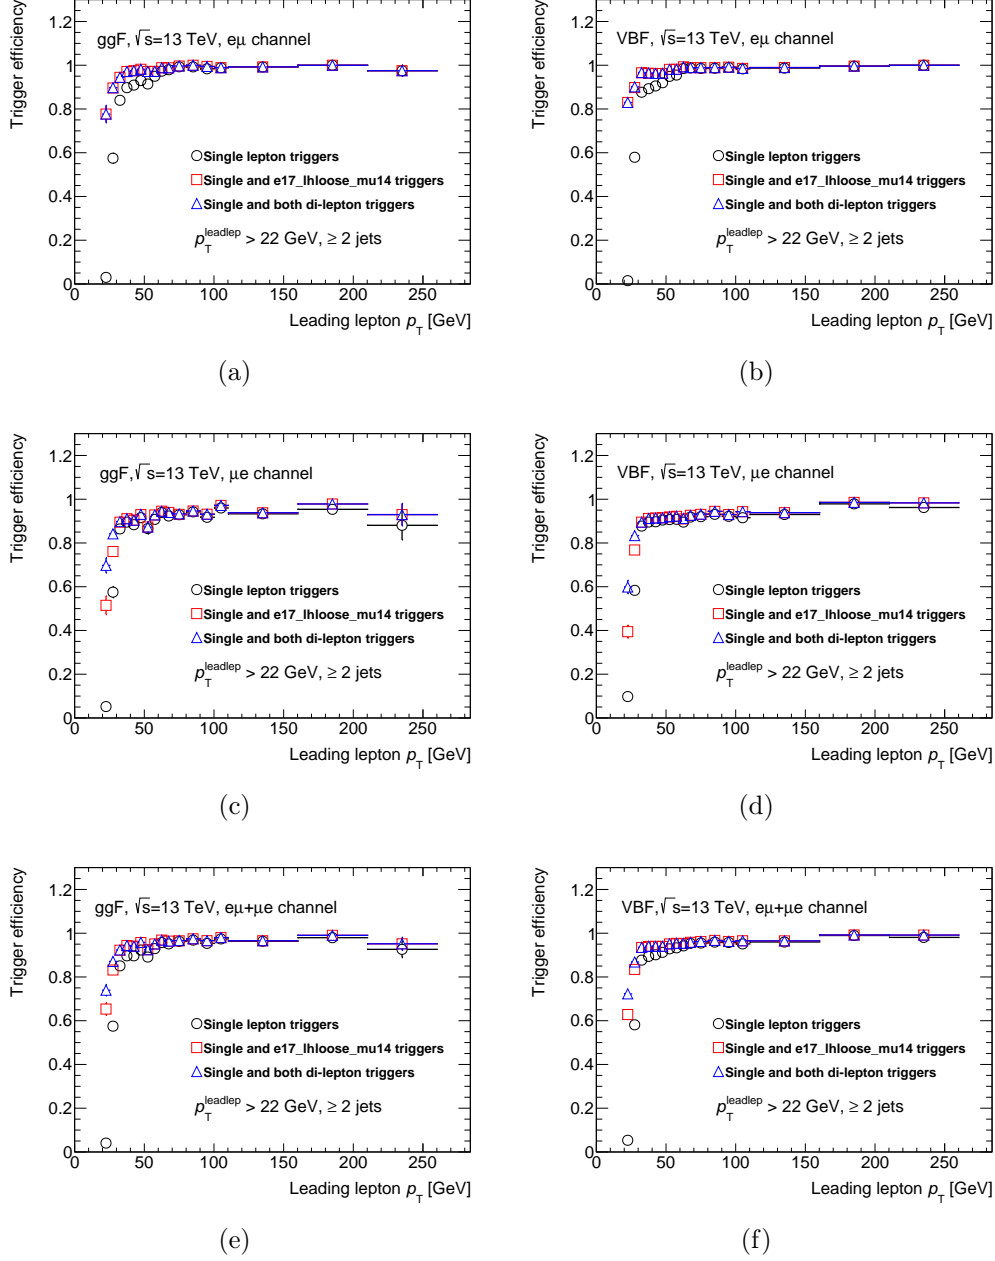 Trigger efficiency
1.2
1
0.8
0.6
0.4
0.2
0
ggF, √s=13 TeV, eμ channel
Single lepton triggers
Single and e17_lhloose_mu14 triggers
Single and both di-lepton triggers
p_T^leadlep > 22 GeV, ≥ 2 jets
0 50 100 150 200 250
Leading lepton p_T [GeV]
(a)
Trigger efficiency
1.2
1
0.8
0.6
0.4
0.2
0
VBF, √s=13 TeV, eμ channel
Single lepton triggers
Single and e17_lhloose_mu14 triggers
Single and both di-lepton triggers
p_T^leadlep > 22 GeV, ≥ 2 jets
0 50 100 150 200 250
Leading lepton p_T [GeV]
(b)
Trigger efficiency
1.2
1
0.8
0.6
0.4
0.2
0
ggF, √s=13 TeV, μe channel
Single lepton triggers
Single and e17_lhloose_mu14 triggers
Single and both di-lepton triggers
p_T^leadlep > 22 GeV, ≥ 2 jets
0 50 100 150 200 250
Leading lepton p_T [GeV]
(c)
Trigger efficiency
1.2
1
0.8
0.6
0.4
0.2
0
VBF, √s=13 TeV, μe channel
Single lepton triggers
Single and e17_lhloose_mu14 triggers
Single and both di-lepton triggers
p_T^leadlep > 22 GeV, ≥ 2 jets
0 50 100 150 200 250
Leading lepton p_T [GeV]
(d)
Trigger efficiency
1.2
1
0.8
0.6
0.4
0.2
0
ggF, √s=13 TeV, eμ+μe channel
Single lepton triggers
Single and e17_lhloose_mu14 triggers
Single and both di-lepton triggers
p_T^leadlep > 22 GeV, ≥ 2 jets
0 50 100 150 200 250
Leading lepton p_T [GeV]
(e)
Trigger efficiency
1.2
1
0.8
0.6
0.4
0.2
0
VBF, √s=13 TeV, eμ+μe channel
Single lepton triggers
Single and e17_lhloose_mu14 triggers
Single and both di-lepton triggers
p_T^leadlep > 22 GeV, ≥ 2 jets
0 50 100 150 200 250
Leading lepton p_T [GeV]
(f)